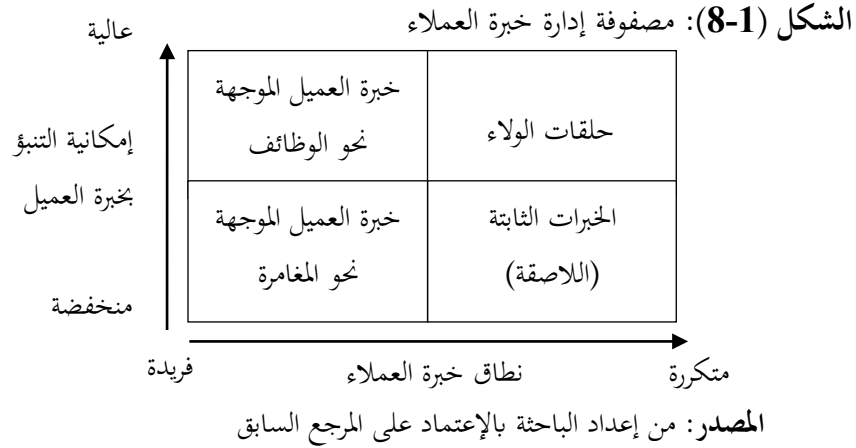 الشكل (1-8): مصفوفة إدارة خبرة العملاء
عالية
إمكانية التنبؤ
بخبرة العميل
منخفضة
حلقات الولاء
خبرة العميل الموجهة
نحو الوظائف
الخبرات الثابتة
(اللاصقة)
خبرة العميل الموجهة
نحو المغامرة
متكررة
نطاق خبرة العملاء
فريدة
المصدر: من إعداد الباحثة بالإعتماد على المرجع السابق